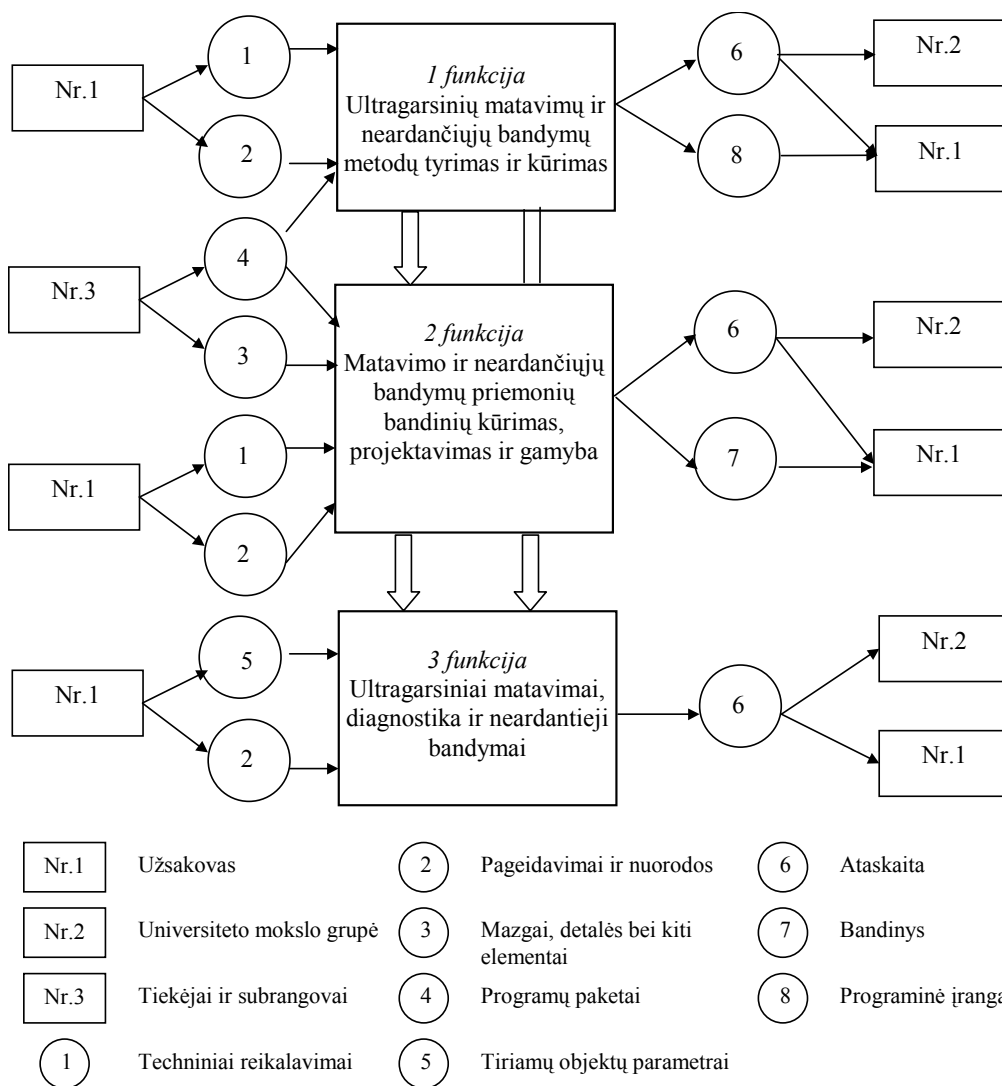 1
6
Nr.2
Nr.1
1 funkcija
Ultragarsinių matavimų ir
neardančiųjų bandymų
metodų tyrimas ir kūrimas
2
8
Nr.1
4
Nr.3
3
2 funkcija
Matavimo ir neardančiųjų
bandymų priemonių
bandinių kūrimas,
projektavimas ir gamyba
6
Nr.2
1
7
Nr.1
Nr.1
2
5
3 funkcija
Ultragarsiniai matavimai,
diagnostika ir neardantieji
bandymai
Nr.2
Nr.1
6
2
Nr.1
Nr.1 Užsakovas
2 Pageidavimai ir nuorodos
6 Ataskaita
Nr.2 Universiteto mokslo grupė
3 Mazgai, detalės bei kiti
elementai
7 Bandinys
Nr.3 Tiekėjai ir subrangovai
4 Programų paketai
8 Programinė įranga
1 Techniniai reikalavimai
5 Tiriamų objektų parametrai